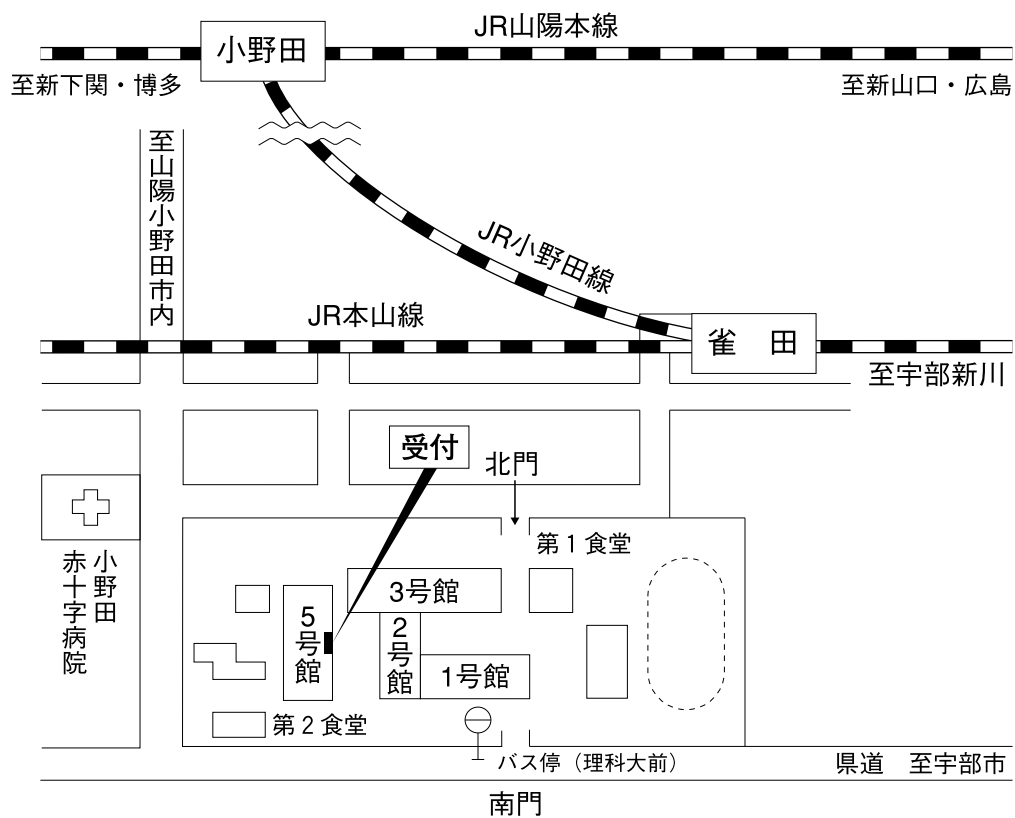 JR山陽本線
小野田
至新下関・博多
至新山口・広島
至山陽小野田市内
JR小野田線
JR本山線
雀　田
至宇部新川
受付
北門
第1食堂
小野田
赤十字病院
3号館
5号館
2号館
1号館
第2食堂
バス停（理科大前）
県道　至宇部市
南門